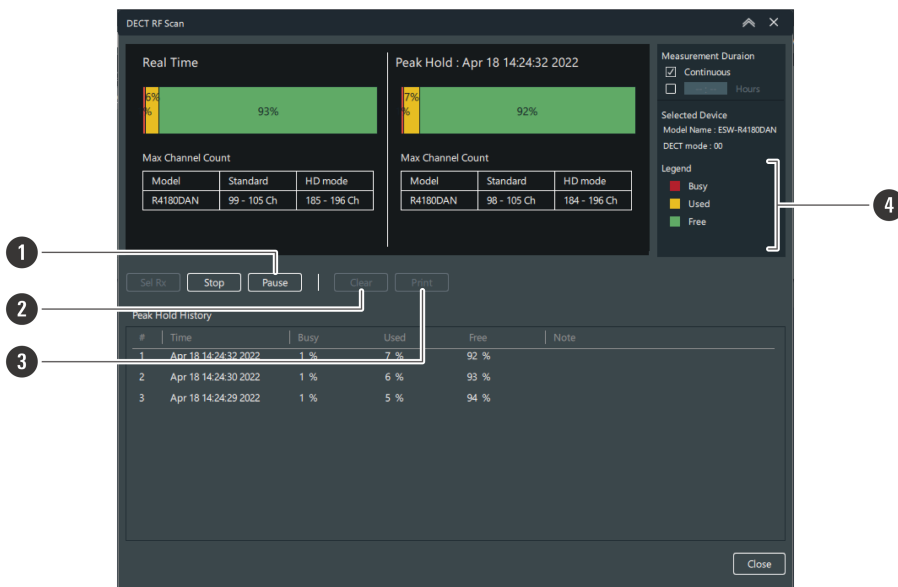 DECT RF Scan
Real Time
6%
%
93%
Max Channel Count
Model Standard HD mode
R4180DAN 99 - 105 Ch 185 - 196 Ch
Peak Hold : Apr 18 14:24:32 2022
7%
%
92%
Max Channel Count
Model Standard HD mode
R4180DAN 98 - 105 Ch 184 - 196 Ch
Measurement Duraion
Continuous
Hours
Selected Device
Model Name : ESW-R4180DAN
DECT mode : 00
Legend
Busy
Used
Free
4
1
Sel Rx Stop Pause Clear Print
2
Peak Hold History
3
# Time Busy Used Free Note
1 Apr 18 14:24:32 2022 1 % 7 % 92 %
2 Apr 18 14:24:30 2022 1 % 6 % 93 %
3 Apr 18 14:24:29 2022 1 % 5 % 94 %
Close